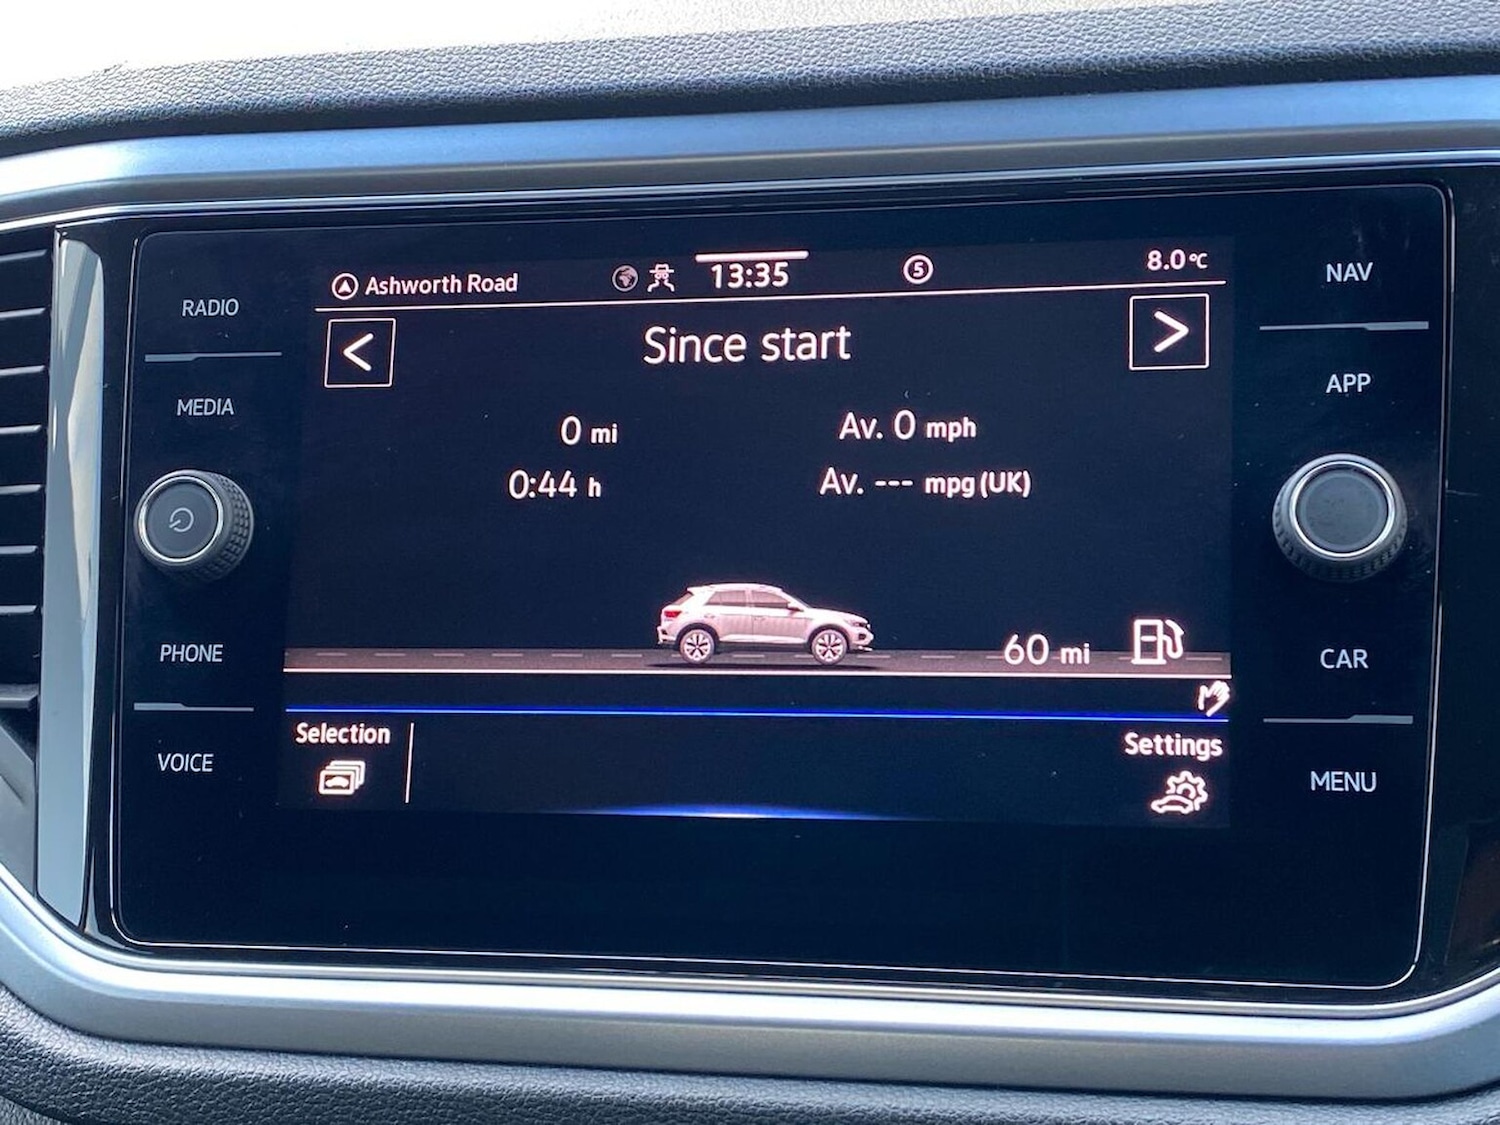 RADIO
MEDIA
PHONE
VOICE
Ashworth Road
13:35
5
8.0°C
<
Since start
>
0 mi
Av. 0 mph
0:44 h
Av. --- mpg (UK)
60 mi
Selection
Settings
NAV
APP
CAR
MENU